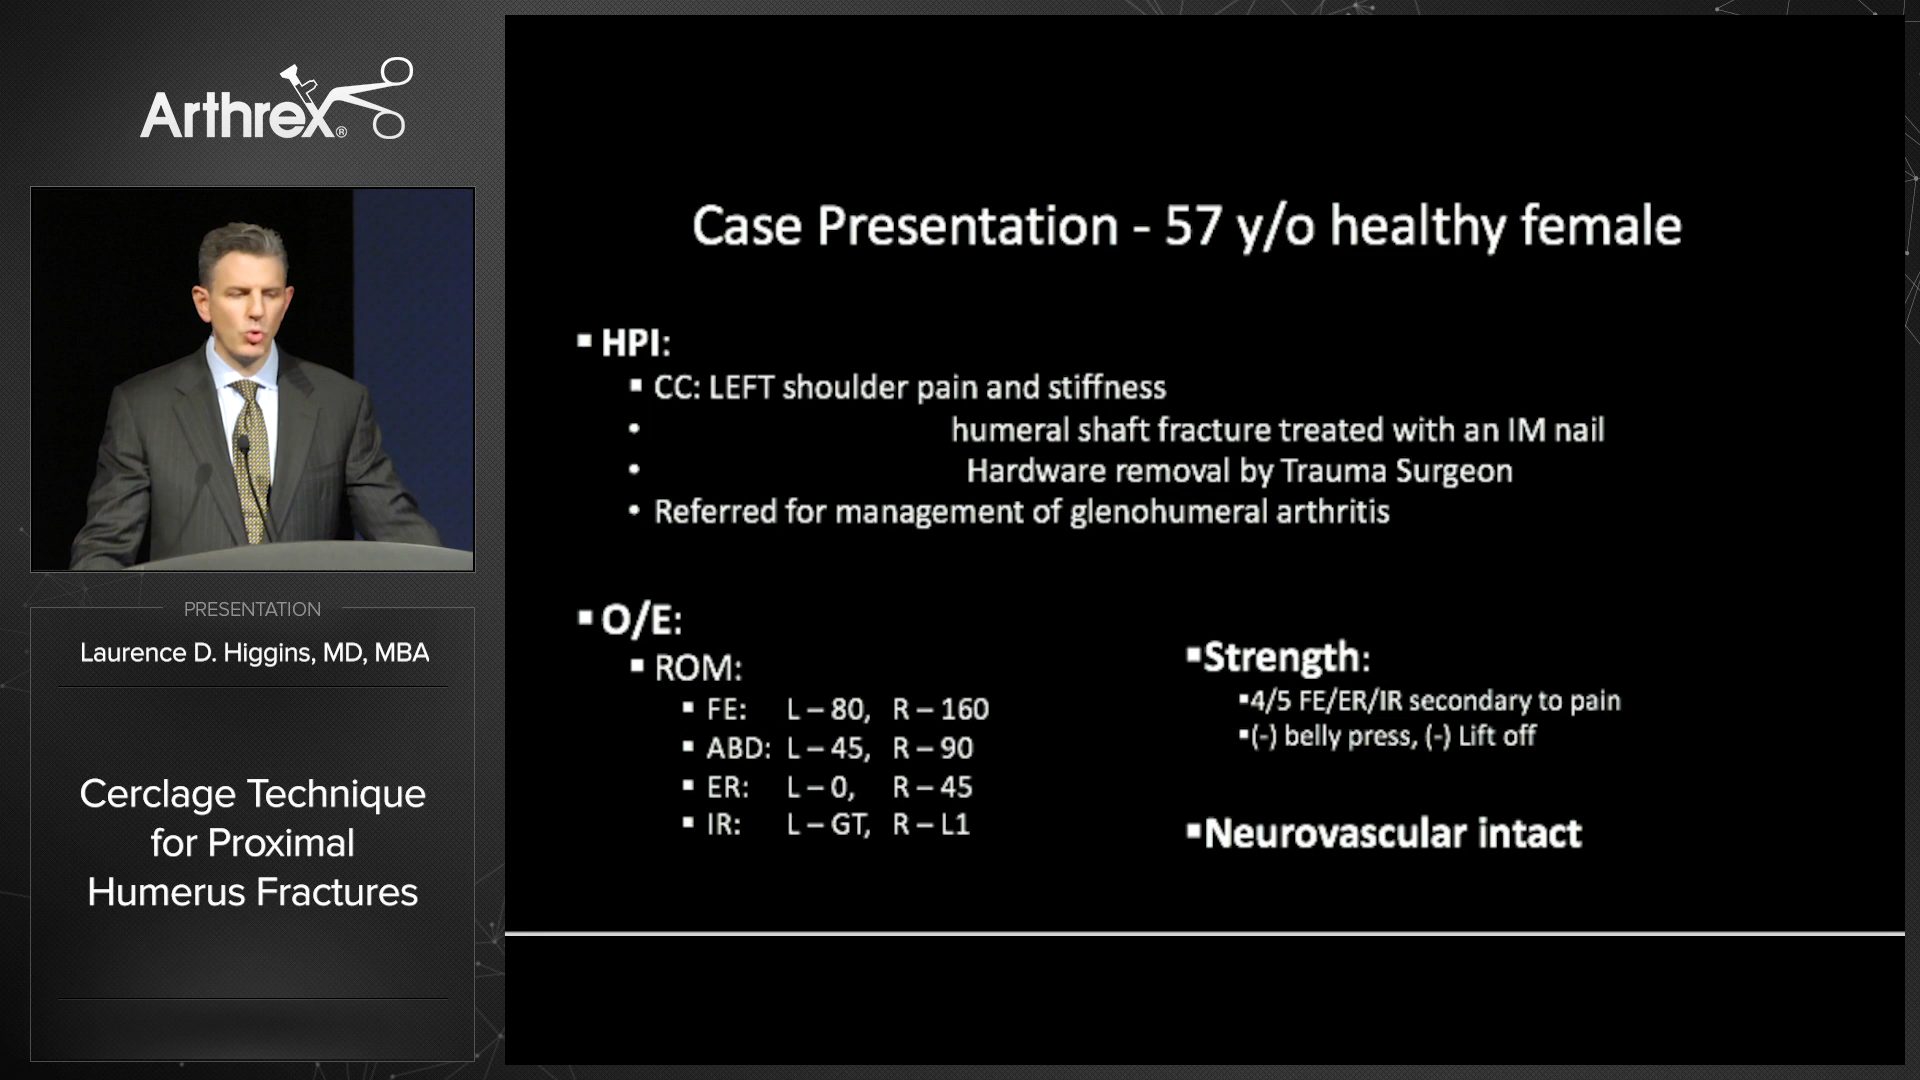 Arthrex®
PRESENTATION
Laurence D. Higgins, MD, MBA
Cerclage Technique
for Proximal
Humerus Fractures
Case Presentation - 57 y/o healthy female
▪ HPI:
▪ CC: LEFT shoulder pain and stiffness
• humeral shaft fracture treated with an IM nail
• Hardware removal by Trauma Surgeon
• Referred for management of glenohumeral arthritis
▪ O/E:
▪ ROM:
▪ FE: L – 80, R – 160
▪ ABD: L – 45, R – 90
▪ ER: L – 0, R – 45
▪ IR: L – GT, R – L1
▪Strength:
▪4/5 FE/ER/IR secondary to pain
▪(-) belly press, (-) Lift off
▪Neurovascular intact